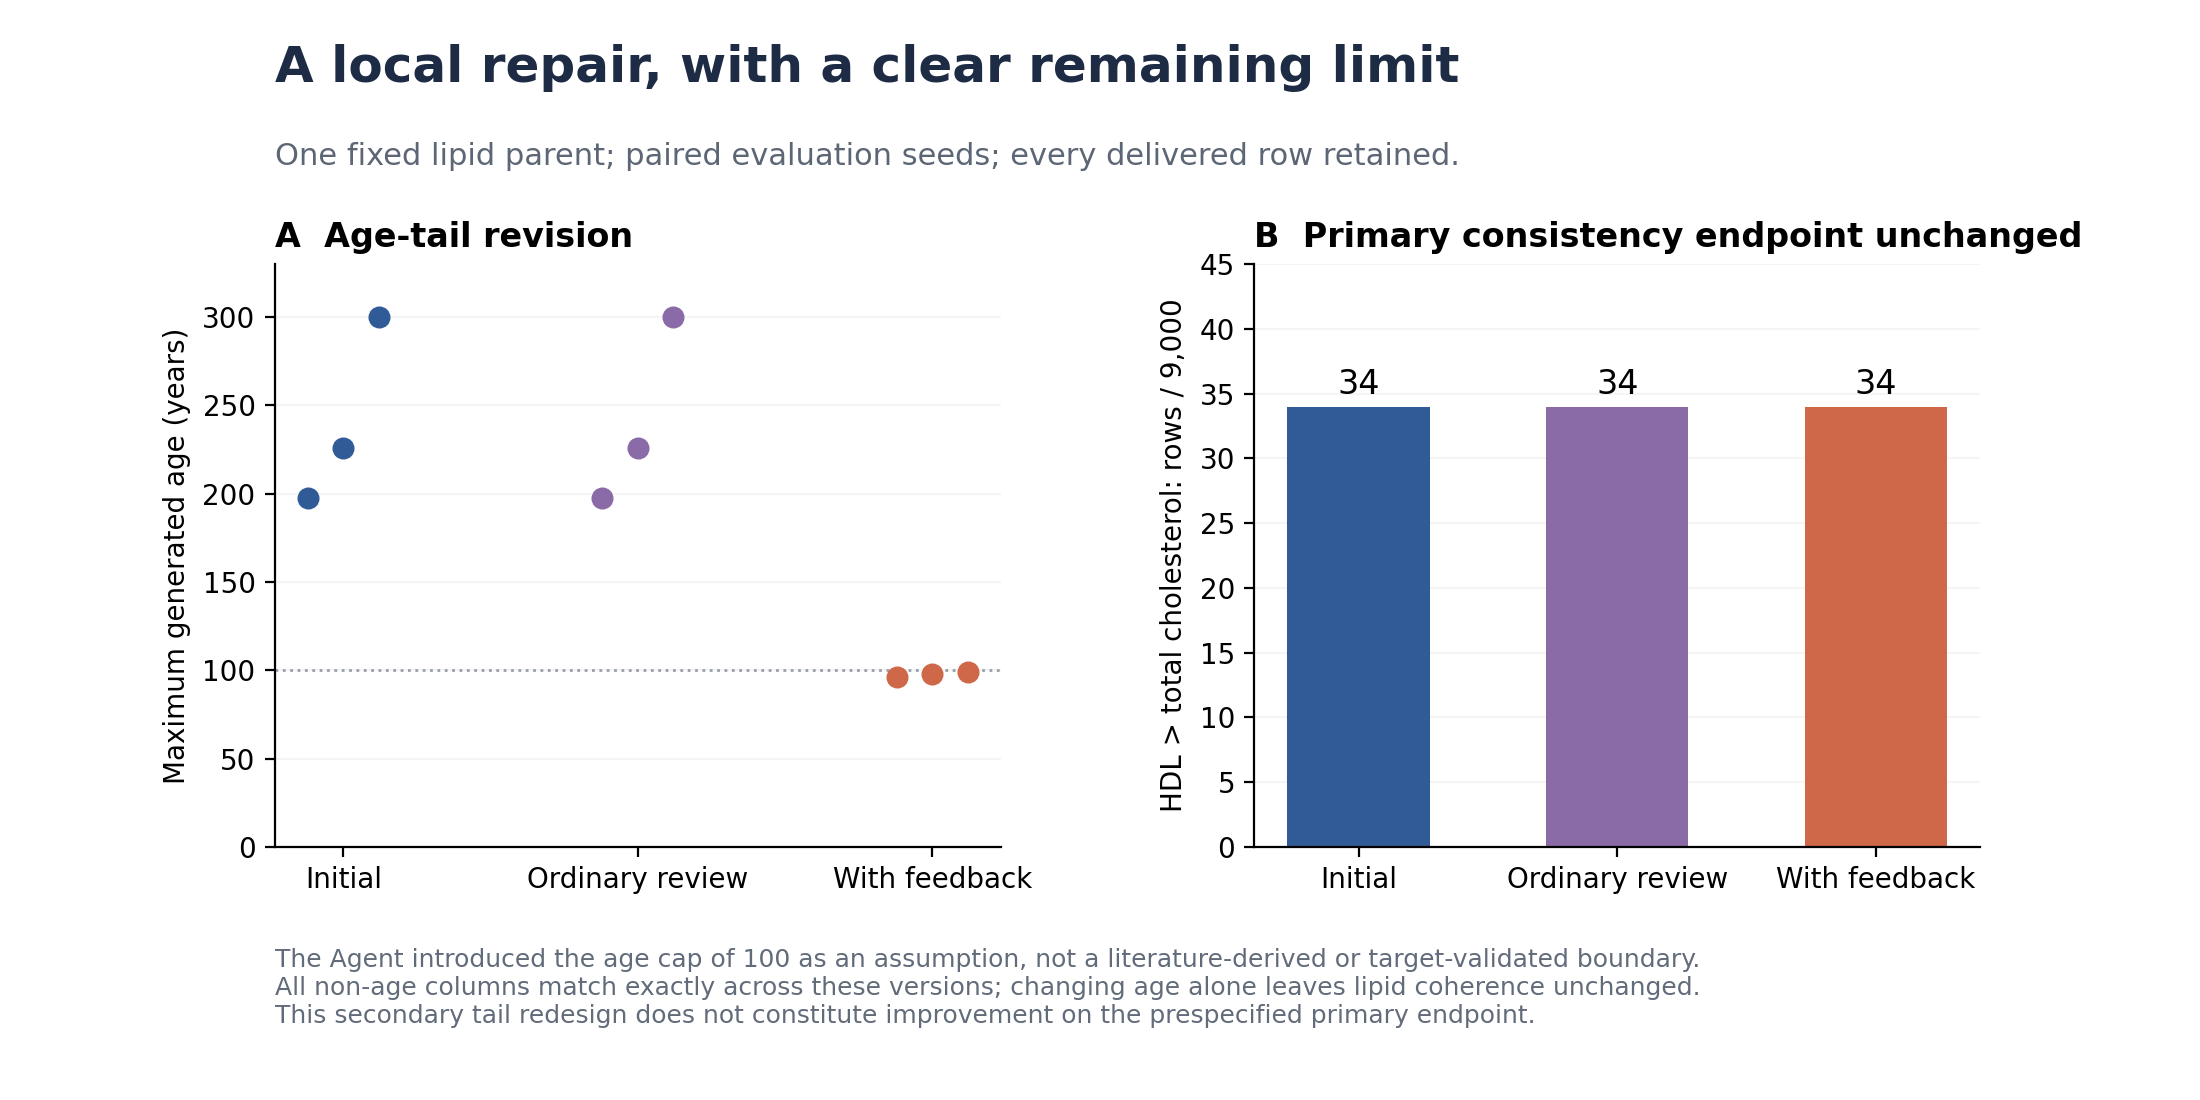 A local repair, with a clear remaining limit
One fixed lipid parent; paired evaluation seeds; every delivered row retained.
A  Age-tail revision
Maximum generated age (years)
300
250
200
150
100
50
0
Initial
Ordinary review
With feedback
B  Primary consistency endpoint unchanged
HDL > total cholesterol: rows / 9,000
45
40
35
30
25
20
15
10
5
0
34
34
34
Initial
Ordinary review
With feedback
The Agent introduced the age cap of 100 as an assumption, not a literature-derived or target-validated boundary.
All non-age columns match exactly across these versions; changing age alone leaves lipid coherence unchanged.
This secondary tail redesign does not constitute improvement on the prespecified primary endpoint.